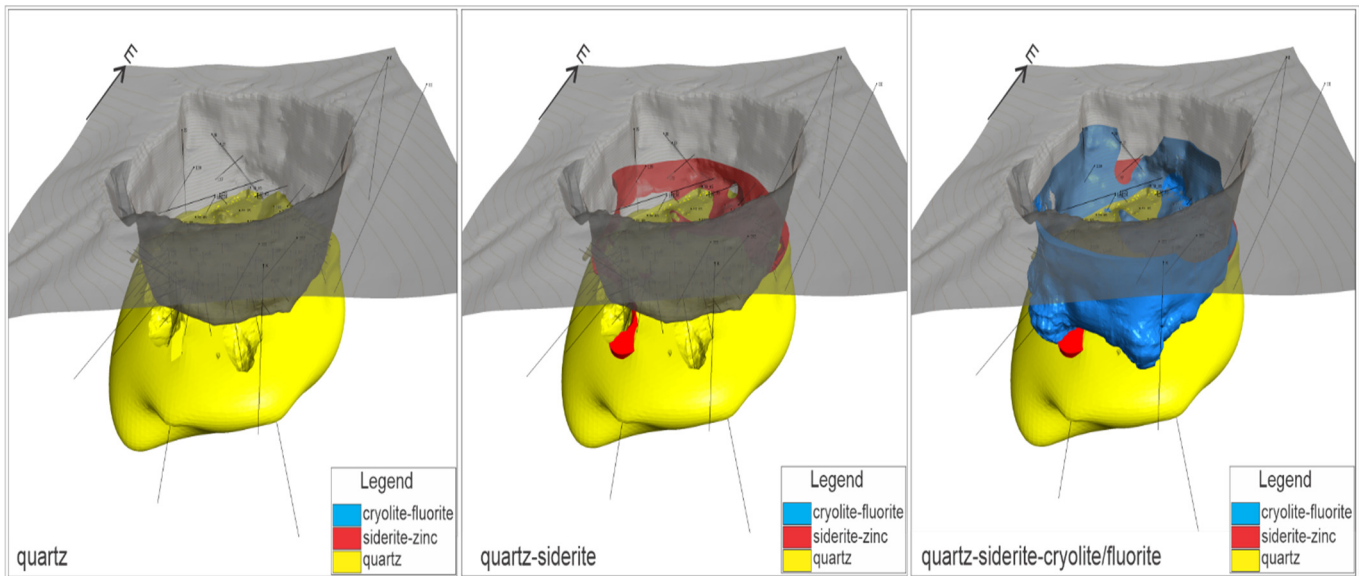 E
Legend
cryolite-fluorite
siderite-zinc
quartz
quartz
E
Legend
cryolite-fluorite
siderite-zinc
quartz
quartz-siderite
E
Legend
cryolite-fluorite
siderite-zinc
quartz
quartz-siderite-cryolite/fluorite